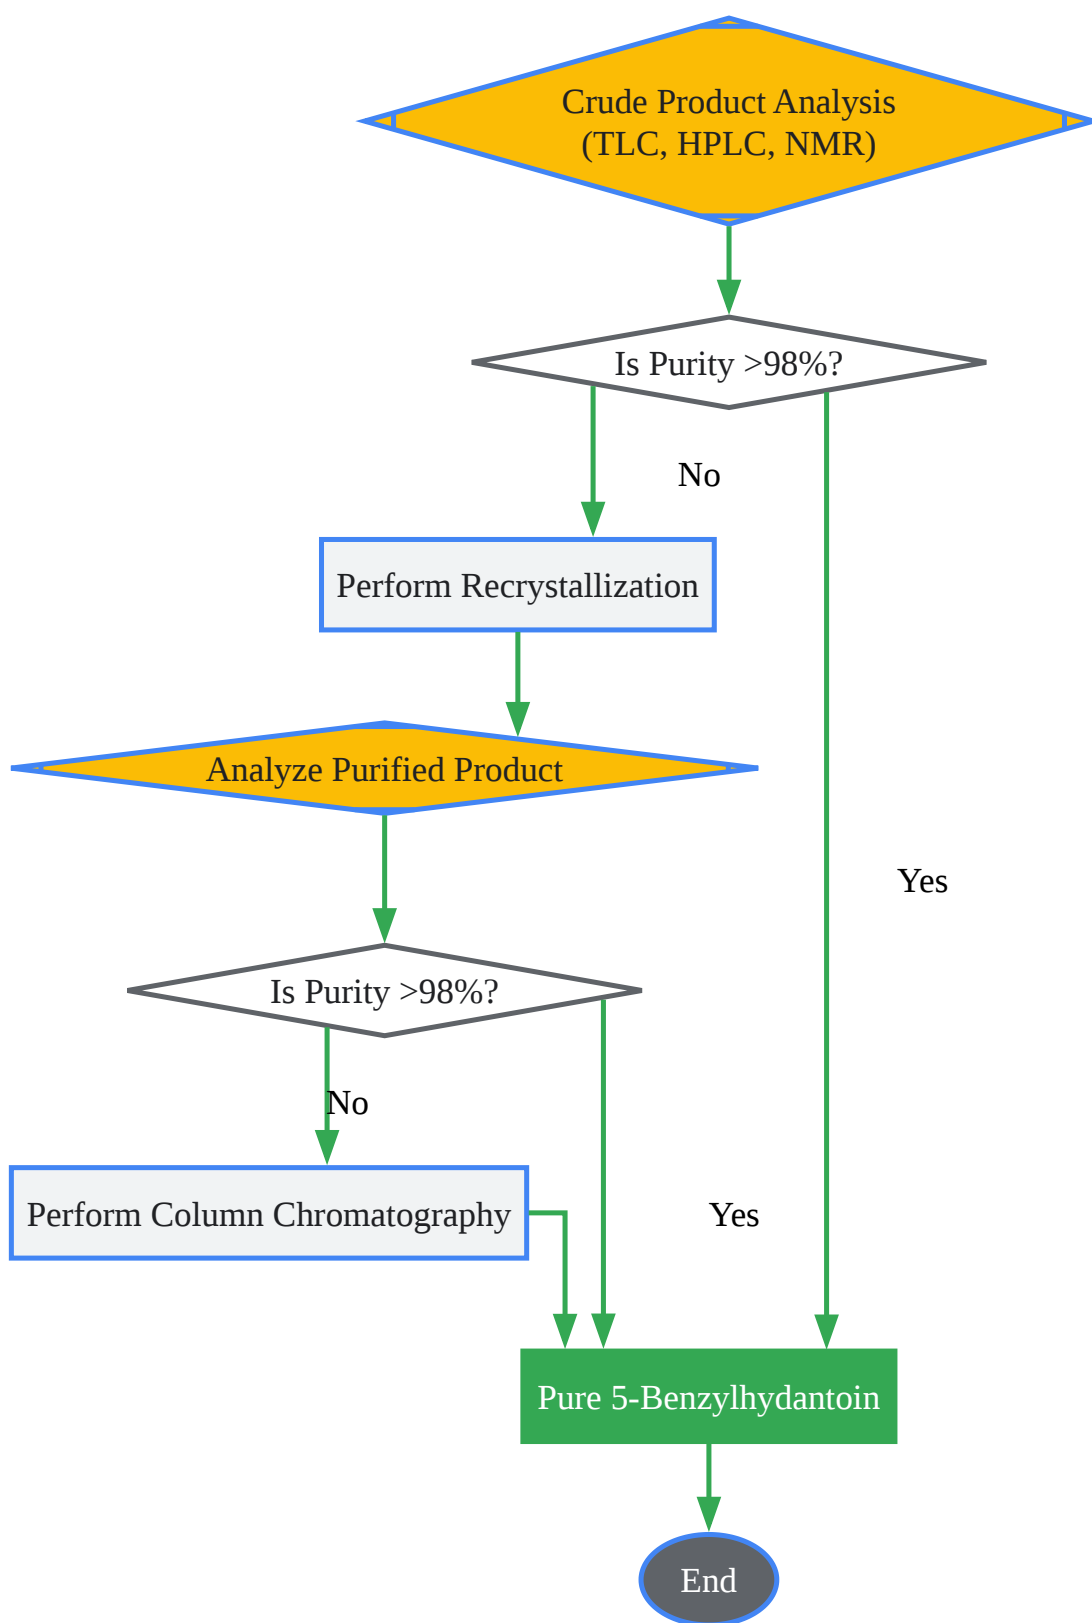 Crude Product Analysis
(TLC, HPLC, NMR)
Is Purity >98%?
No
Perform Recrystallization
Analyze Purified Product
Yes
Is Purity >98%?
No
Perform Column Chromatography
Yes
Pure 5-Benzylhydantoin
End